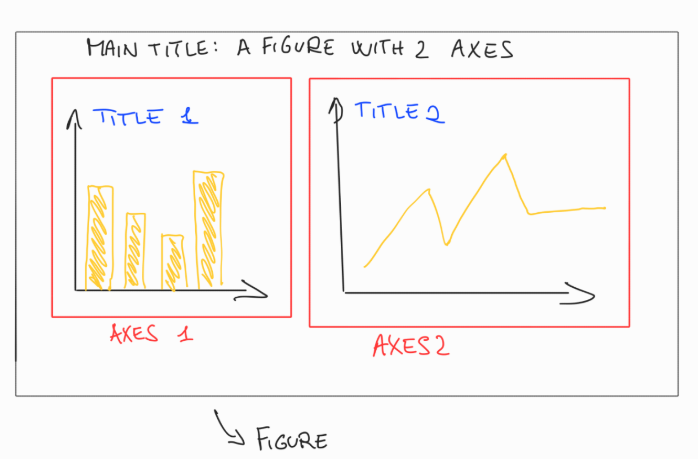 MAIN TITLE: A FIGURE WITH 2 AXES
TITLE 1
TITLE 2
AXES 1
AXES 2
FIGURE